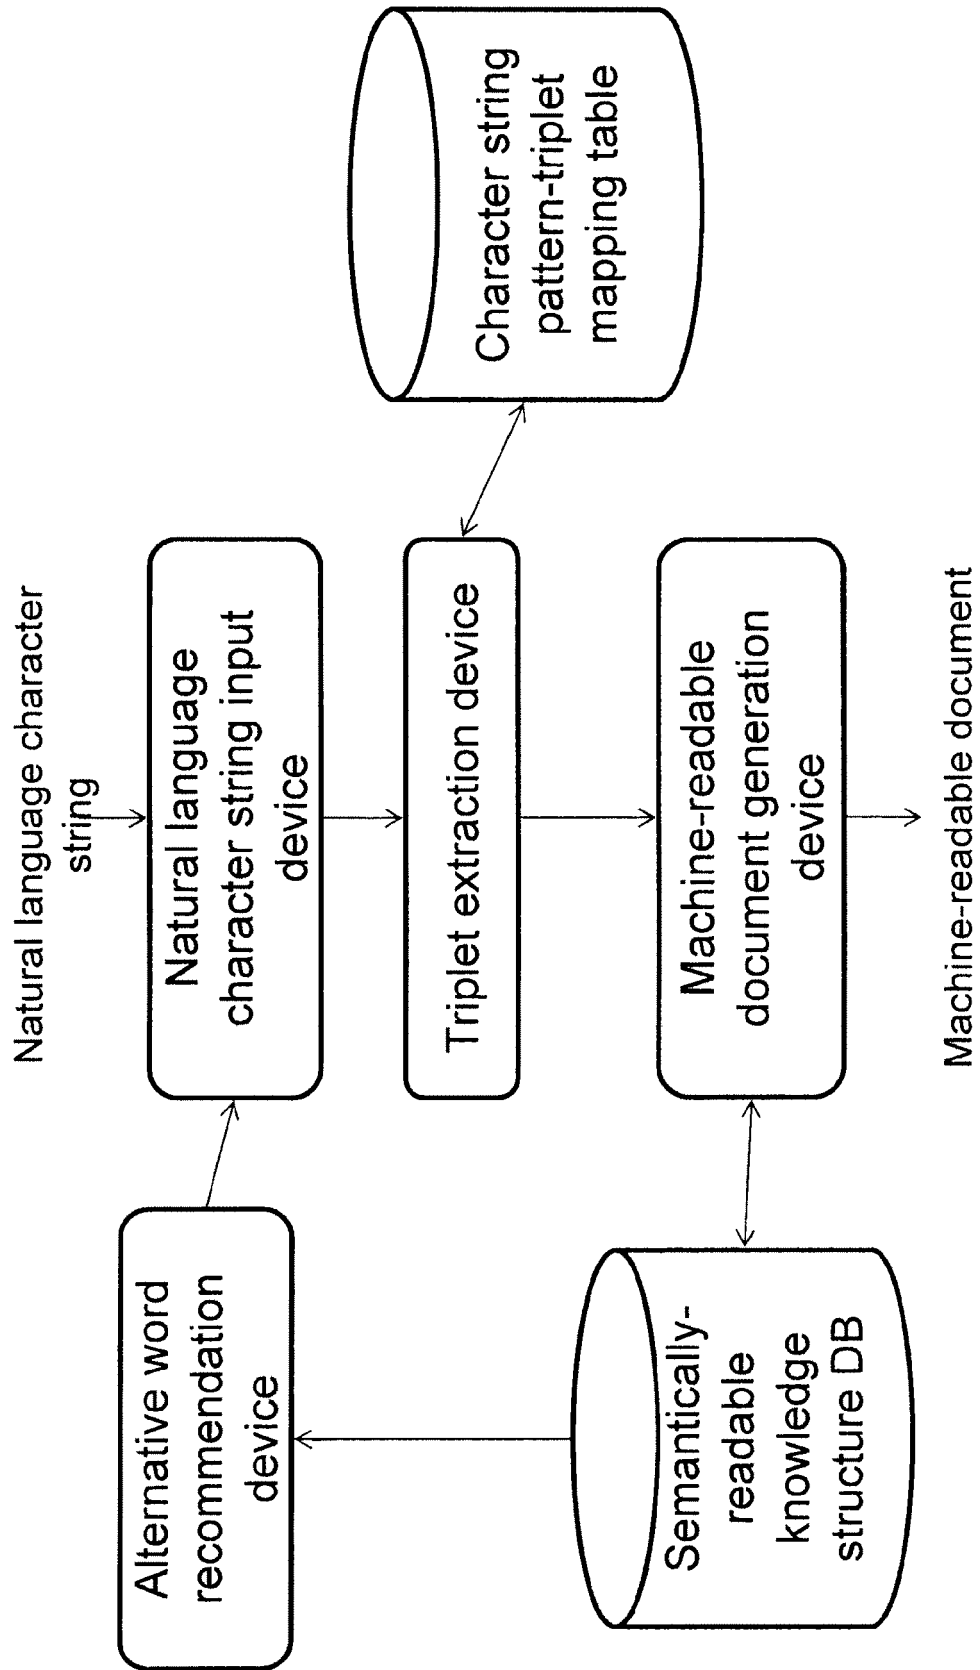 Natural language character
string
Alternative word
recommendation
device
Natural language
character string input
device
Triplet extraction device
Character string
pattern-triplet
mapping table
Semantically-
readable
knowledge
structure DB
Machine-readable
document generation
device
Machine-readable document